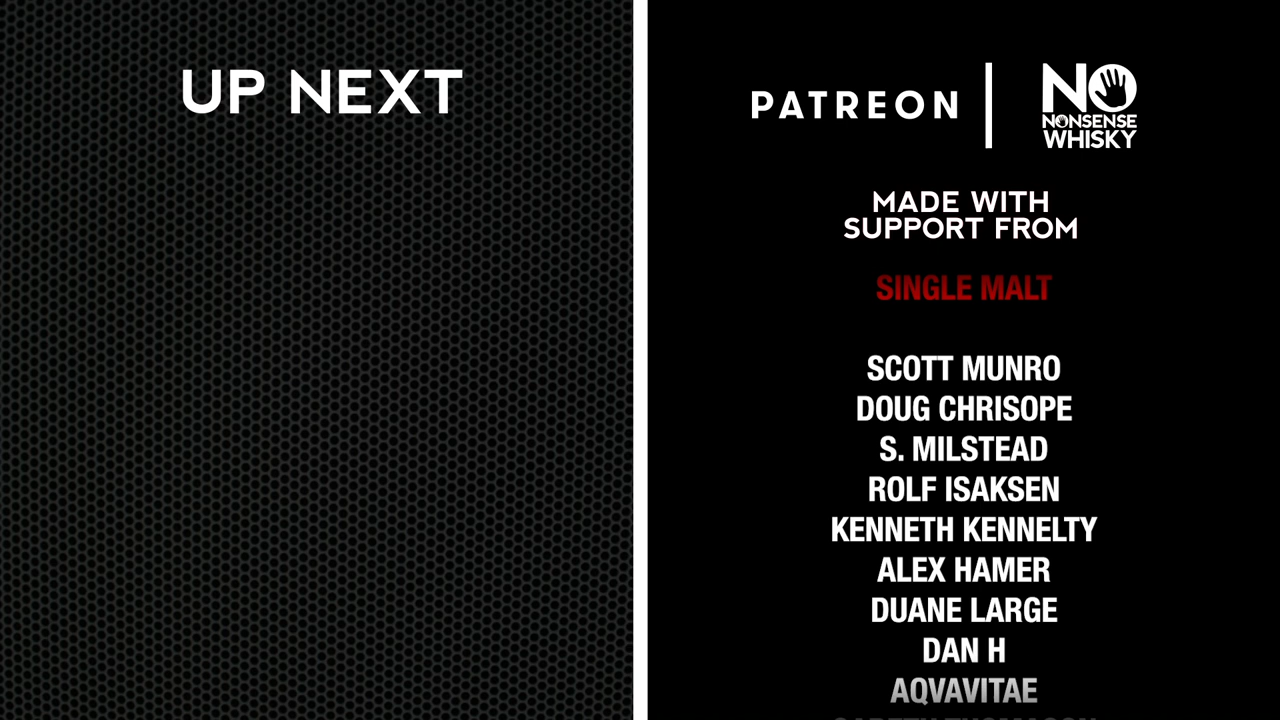 UP NEXT
PATREON
NO
NONSENSE
WHISKY
MADE WITH
SUPPORT FROM
SINGLE MALT
SCOTT MUNRO
DOUG CHRISOPE
S. MILSTEAD
ROLF ISAKSEN
KENNETH KENNELTY
ALEX HAMER
DUANE LARGE
DAN H
AQVAVITAE